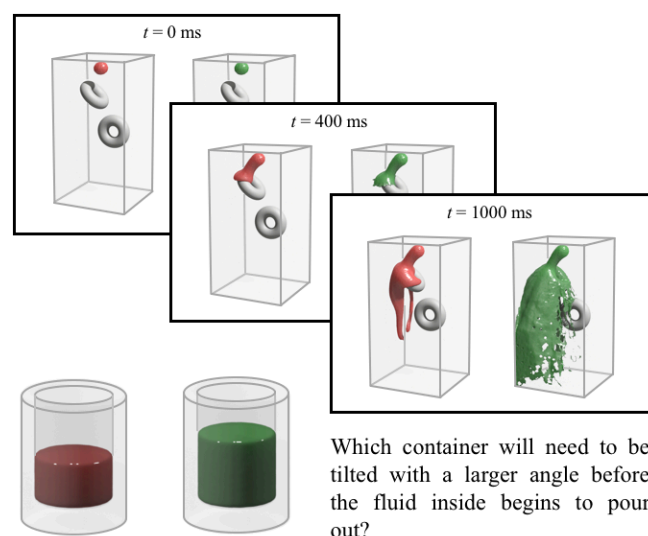 t = 0 ms
t = 400 ms
t = 1000 ms
Which container will need to be
tilted with a larger angle before
the fluid inside begins to pour
out?